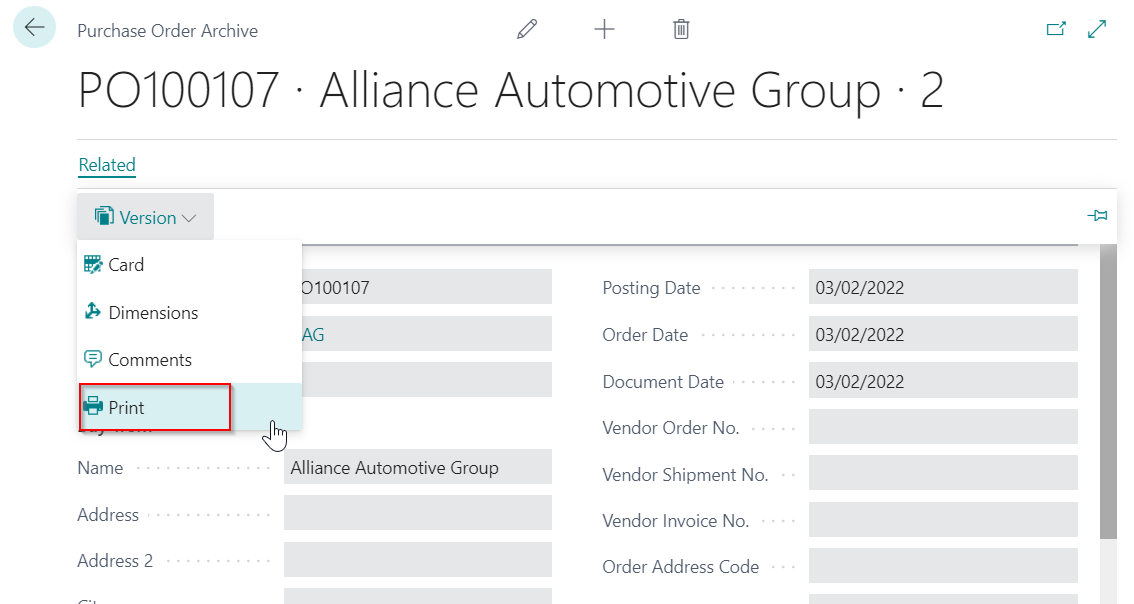 Purchase Order Archive
PO100107 · Alliance Automotive Group · 2
Related
Version
Card
Dimensions
Comments
Print
O100107
AG
Name
Alliance Automotive Group
Address
Address 2
Posting Date
03/02/2022
Order Date
03/02/2022
Document Date
03/02/2022
Vendor Order No.
Vendor Shipment No.
Vendor Invoice No.
Order Address Code